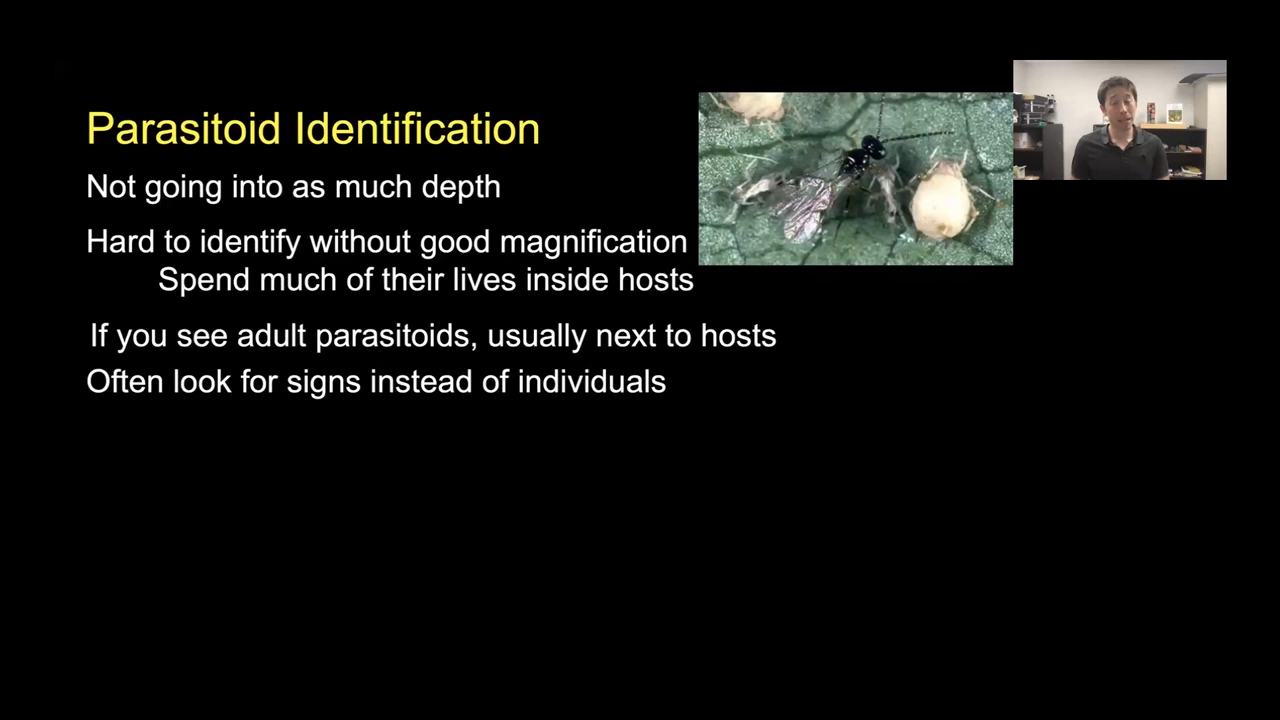 Parasitoid Identification
Not going into as much depth
Hard to identify without good magnification
Spend much of their lives inside hosts
If you see adult parasitoids, usually next to hosts
Often look for signs instead of individuals